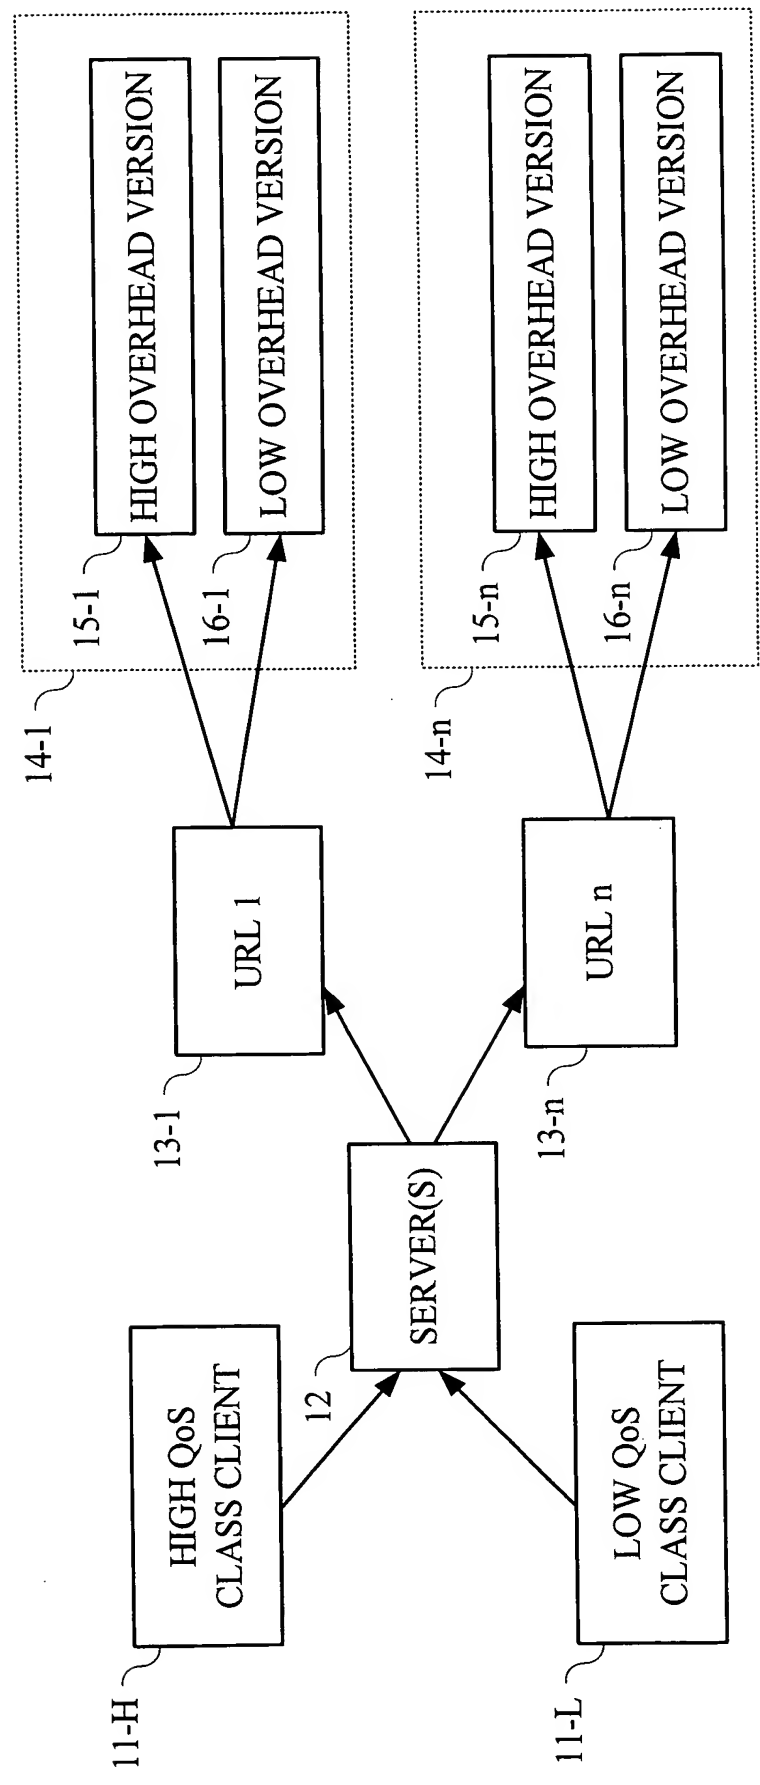 11-H
HIGH QoS
CLASS CLIENT
11-L
LOW QoS
CLASS CLIENT
12
SERVER(S)
13-1
URL 1
13-n
URL n
14-1
15-1
HIGH OVERHEAD VERSION
16-1
LOW OVERHEAD VERSION
14-n
15-n
HIGH OVERHEAD VERSION
16-n
LOW OVERHEAD VERSION